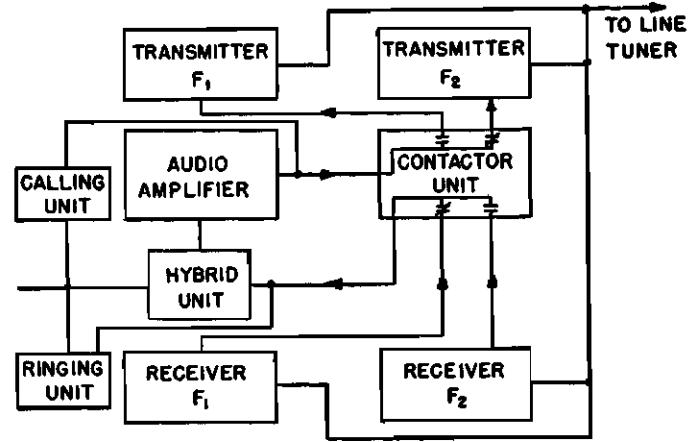 TO LINE
TUNER
TRANSMITTER
F₁
TRANSMITTER
F₂
AUDIO
AMPLIFIER
CONTACTOR
UNIT
CALLING
UNIT
HYBRID
UNIT
RINGING
UNIT
RECEIVER
F₁
RECEIVER
F₂